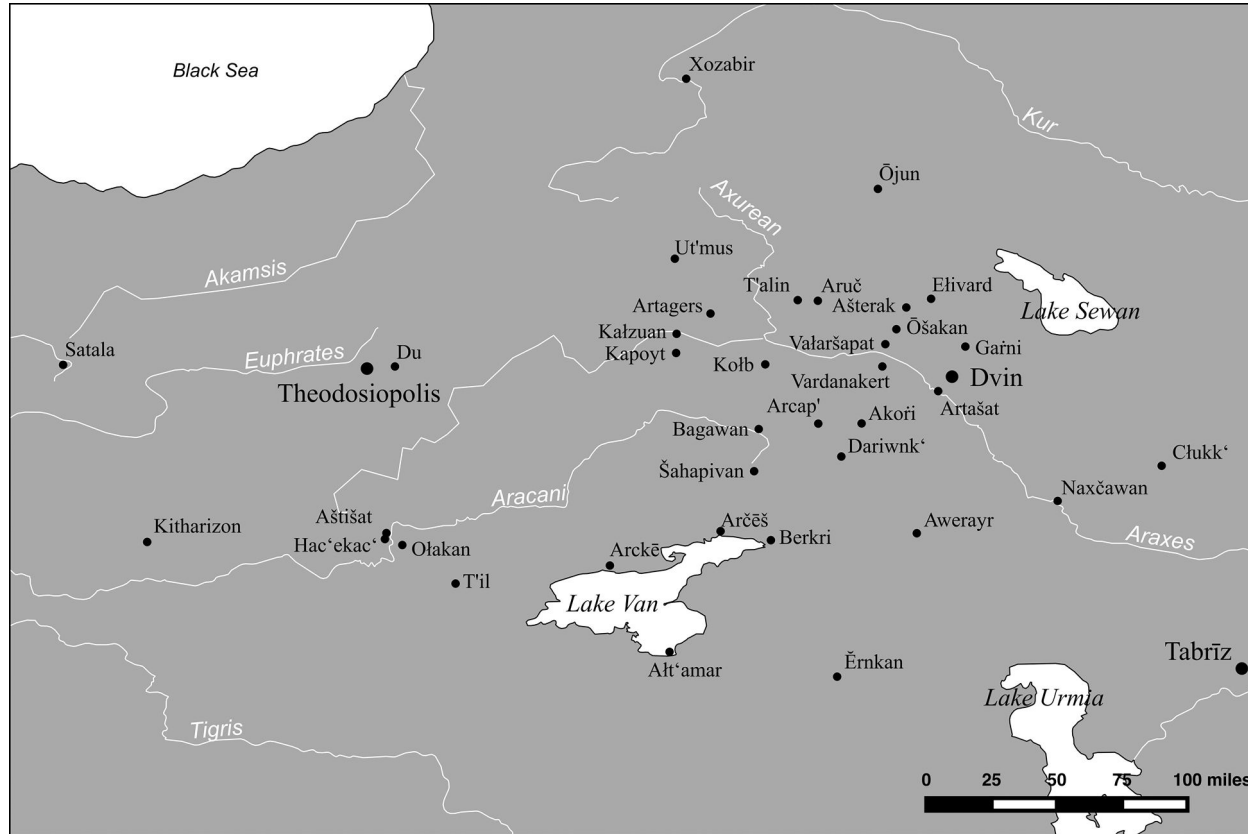 Black Sea
Xozabir
Kur
Ōjun
Axurean
Ut'mus
Akamsis
T'alin
Aruč
Ełivard
Ašterak
Lake Sewan
Artagers
Ōšakan
Kałzuan
Vałaršapat
Gaṙni
Satala
Euphrates
Du
Kapoyt
Kołb
Vardanakert
Dvin
Theodosiopolis
Artašat
Arcap'
Akoṙi
Bagawan
Dariwnk‘
Cłukk‘
Šahapivan
Naxčawan
Aracani
Aštišat
Kitharizon
Hac‘ekac‘
Arčēš
Awerayr
Araxes
Ołakan
Arckē
Berkri
T'il
Lake Van
Tabrīz
Ałt‘amar
Ĕrnkan
Lake Urmia
Tigris
0 25 50 75 100 miles